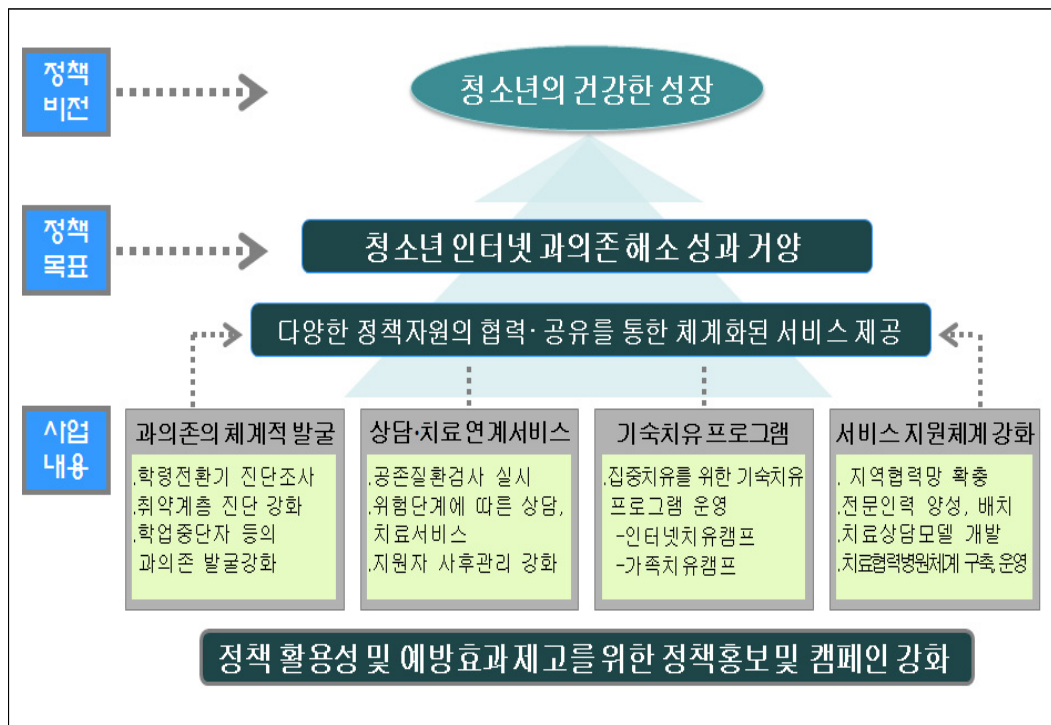 정책
비전
청소년의 건강한 성장
정책
목표
청소년 인터넷 과의존 해소 성과 거양
다양한 정책자원의 협력·공유를 통한 체계화된 서비스 제공
사업
내용
과의존의 체계적 발굴
.학령전환기 진단조사
.취약계층 진단 강화
.학업중단자 등의
과의존 발굴강화
상담·치료 연계서비스
.공존질환검사 실시
.위험단계에 따른 상담,
치료서비스
.지원자 사후관리 강화
기숙치유 프로그램
.집중치유를 위한 기숙치유
프로그램 운영
-인터넷치유캠프
-가족치유캠프
서비스 지원체계 강화
. 지역협력망 확충
.전문인력 양성, 배치
.치료상담모델 개발
.치료협력병원체계 구축, 운영
정책 활용성 및 예방효과 제고를 위한 정책홍보 및 캠페인 강화